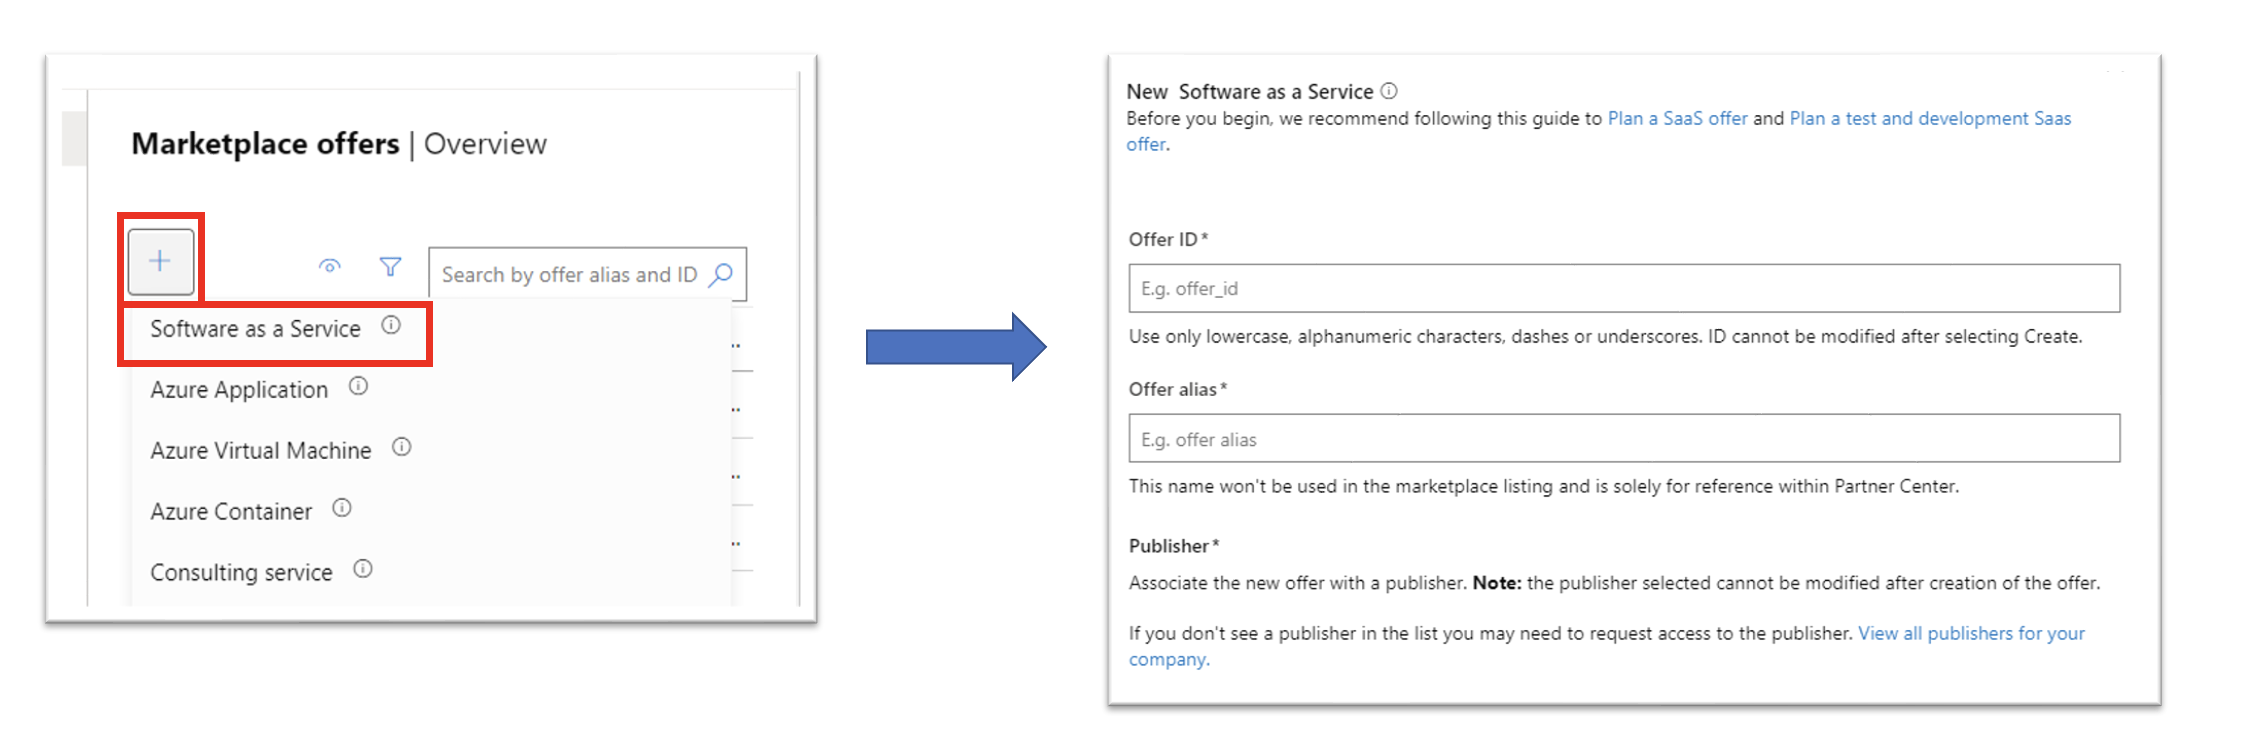 Marketplace offers | Overview
Search by offer alias and ID
Software as a Service
Azure Application
Azure Virtual Machine
Azure Container
Consulting service
New Software as a Service
Before you begin, we recommend following this guide to Plan a SaaS offer and Plan a test and development Saas
offer.
Offer ID*
E.g. offer_id
Use only lowercase, alphanumeric characters, dashes or underscores. ID cannot be modified after selecting Create.
Offer alias*
E.g. offer alias
This name won't be used in the marketplace listing and is solely for reference within Partner Center.
Publisher*
Associate the new offer with a publisher. Note: the publisher selected cannot be modified after creation of the offer.
If you don't see a publisher in the list you may need to request access to the publisher. View all publishers for your
company.